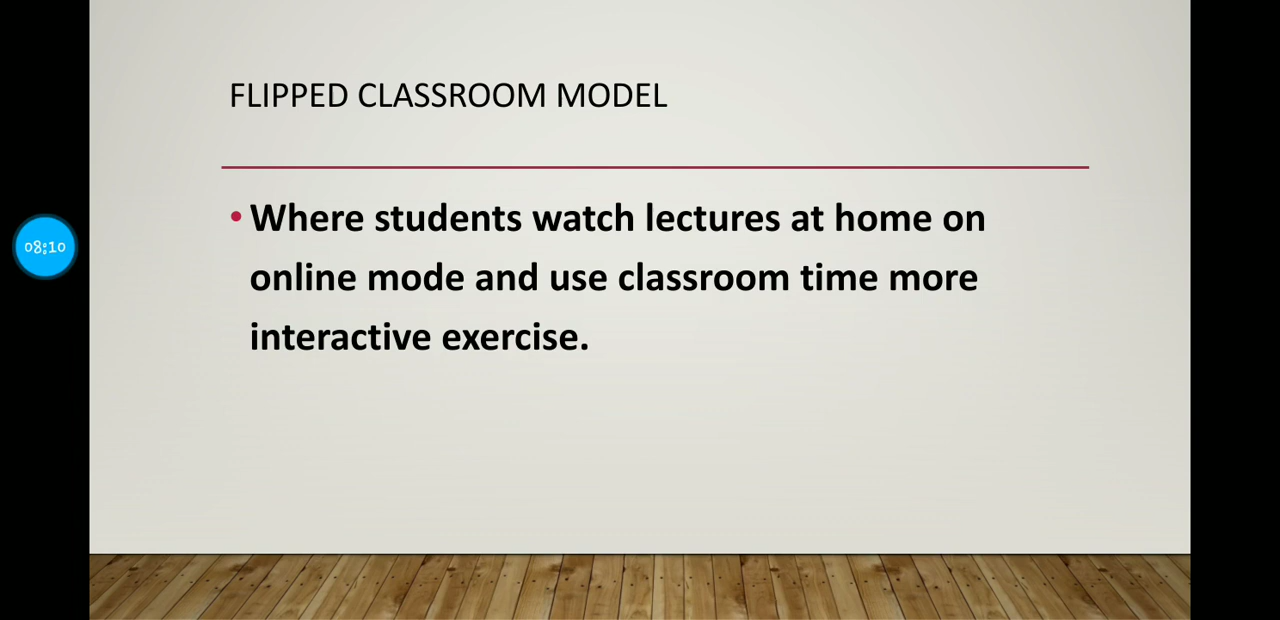 FLIPPED CLASSROOM MODEL
• Where students watch lectures at home on
online mode and use classroom time more
interactive exercise.
08:10